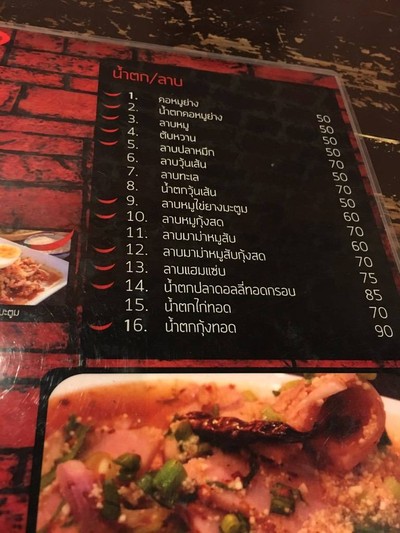 น้ำตก/ลาบ
1. คอหมูย่าง 50
2. น้ำตกคอหมูย่าง 50
3. ลาบหมู 50
4. ตับหวาน 50
5. ลาบปลาหมึก 70
6. ลาบวุ้นเส้น 50
7. ลาบทะเล 70
8. น้ำตกวุ้นเส้น 50
9. ลาบหมูไข่ยางมะตูม 60
10. ลาบหมูกุ้งสด 70
11. ลาบมาม่าหมูสับ 60
12. ลาบมาม่าหมูสับกุ้งสด 70
13. ลาบแฮมแซ่บ 75
14. น้ำตกปลาดอลลี่ทอดกรอบ 85
15. น้ำตกไก่ทอด 70
16. น้ำตกกุ้งทอด 90
มะตูม